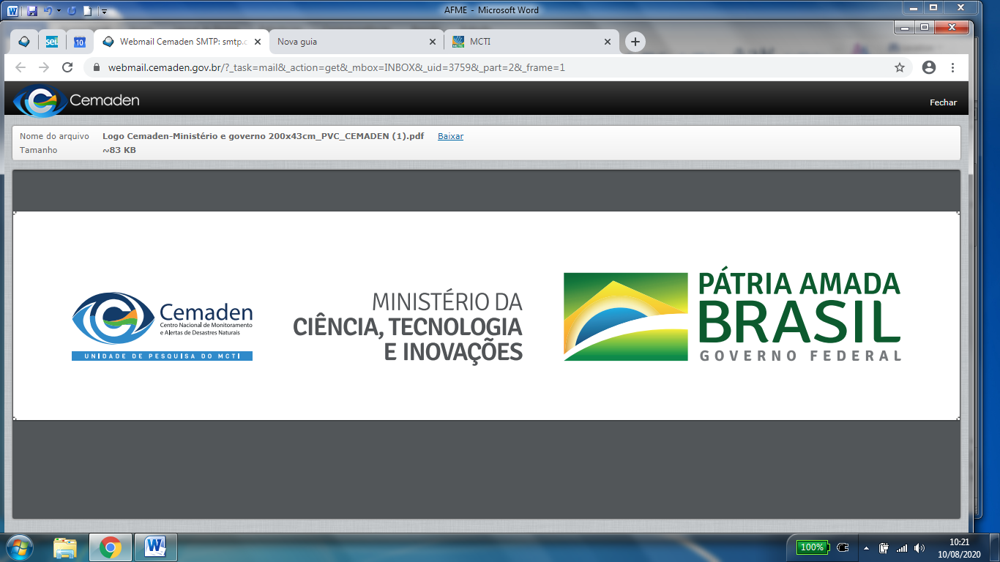 AFME - Microsoft Word
sei!
10
Webmail Cemaden SMTP: smtp.c
Nova guia
MCTI
webmail.cemaden.gov.br/?_task=mail&_action=get&_mbox=INBOX&_uid=3759&_part=2&_frame=1
Cemaden
Fechar
Nome do arquivo Logo Cemaden-Ministério e governo 200x43cm_PVC_CEMADEN (1).pdf Baixar
Tamanho ~83 KB
Cemaden
Centro Nacional de Monitoramento
e Alertas de Desastres Naturais
UNIDADE DE PESQUISA DO MCTI
MINISTÉRIO DA
CIÊNCIA, TECNOLOGIA
E INOVAÇÕES
PÁTRIA AMADA
BRASIL
GOVERNO FEDERAL
100%
10:21
10/08/2020